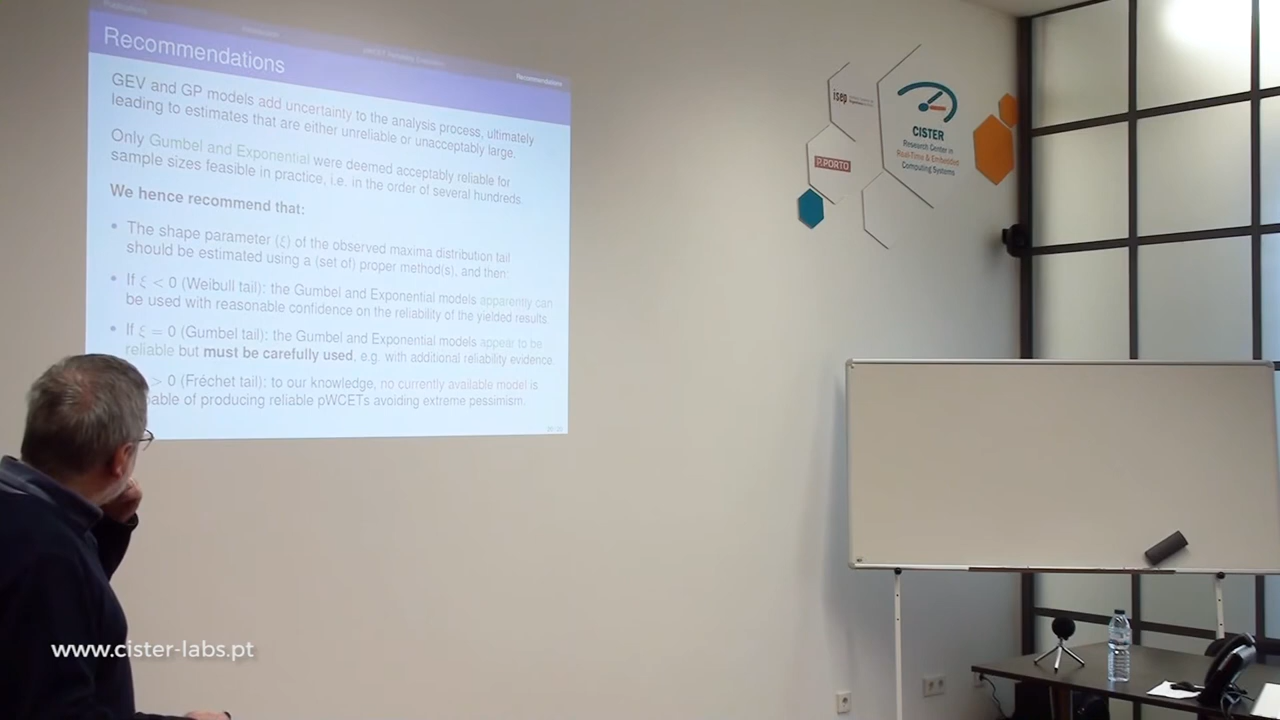 Recommendations
Recommendations
GEV and GP models add uncertainty to the analysis process, ultimately
leading to estimates that are either unreliable or unacceptably large.
Only Gumbel and Exponential were deemed acceptably reliable for
sample sizes feasible in practice, i.e. in the order of several hundreds.
We hence recommend that:
• The shape parameter (ξ) of the observed maxima distribution tail
should be estimated using a (set of) proper method(s), and then:
• If ξ < 0 (Weibull tail): the Gumbel and Exponential models apparently can
be used with reasonable confidence on the reliability of the yielded results.
• If ξ = 0 (Gumbel tail): the Gumbel and Exponential models appear to be
reliable but must be carefully used, e.g. with additional reliability evidence.
> 0 (Fréchet tail): to our knowledge, no currently available model is
of producing reliable pWCETs avoiding extreme pessimism.
isep
P.PORTO
CISTER
Research Center in
Real-Time & Embedded
Computing Systems
www.cister-labs.pt